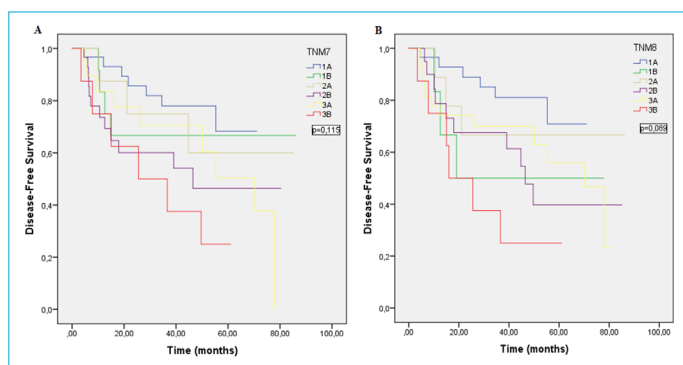 A
TNM7
1A
1B
2A
2B
3A
3B
p=0,115
Disease-Free Survival
1,0
0,8
0,6
0,4
0,2
0,0
,00
20,00
40,00
60,00
80,00
100,00
Time (months)
B
TNM8
1A
1B
2A
2B
3A
3B
p=0,089
Disease-Free Survival
1,0
0,8
0,6
0,4
0,2
0,0
,00
20,00
40,00
60,00
80,00
100,00
Time (months)